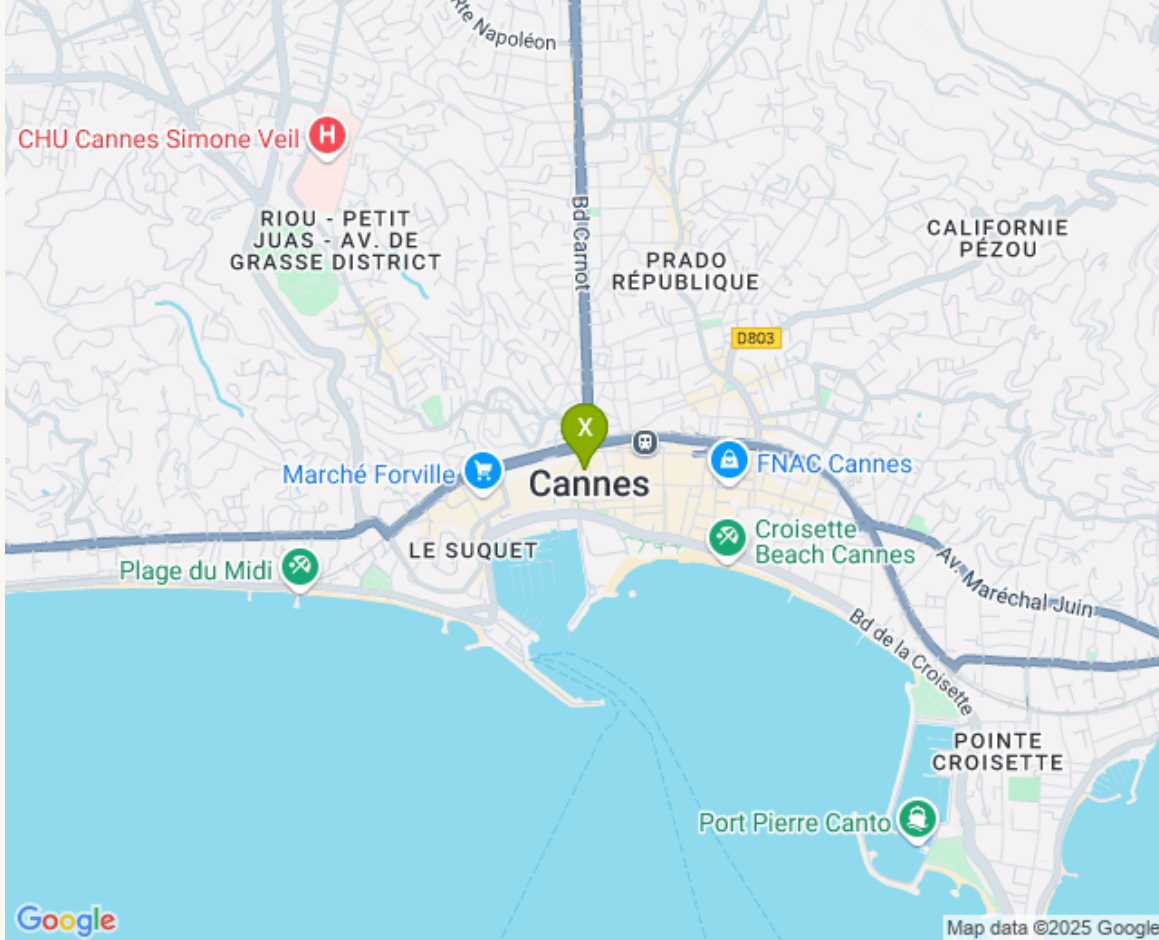 Rte Napoléon
CHU Cannes Simone Veil
H
RIOU - PETIT
JUAS - AV. DE
GRASSE DISTRICT
Bd Carnot
PRADO
RÉPUBLIQUE
CALIFORNIE
PÉZOU
D803
X
Marché Forville
Cannes
FNAC Cannes
LE SUQUET
Croisette
Beach Cannes
Plage du Midi
Av. Maréchal Juin
Bd de la Croisette
POINTE
CROISETTE
Port Pierre Canto
Google
Map data ©2025 Google